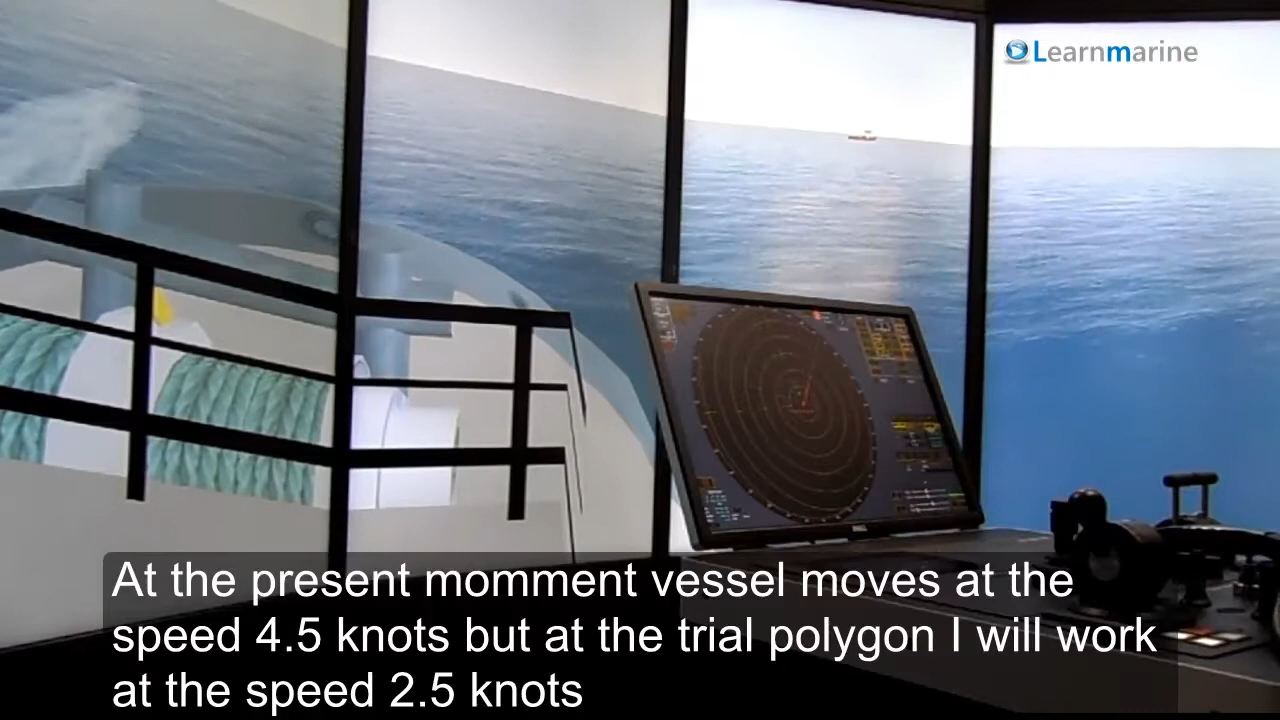 Learnmarine
At the present momment vessel moves at the
speed 4.5 knots but at the trial polygon I will work
at the speed 2.5 knots